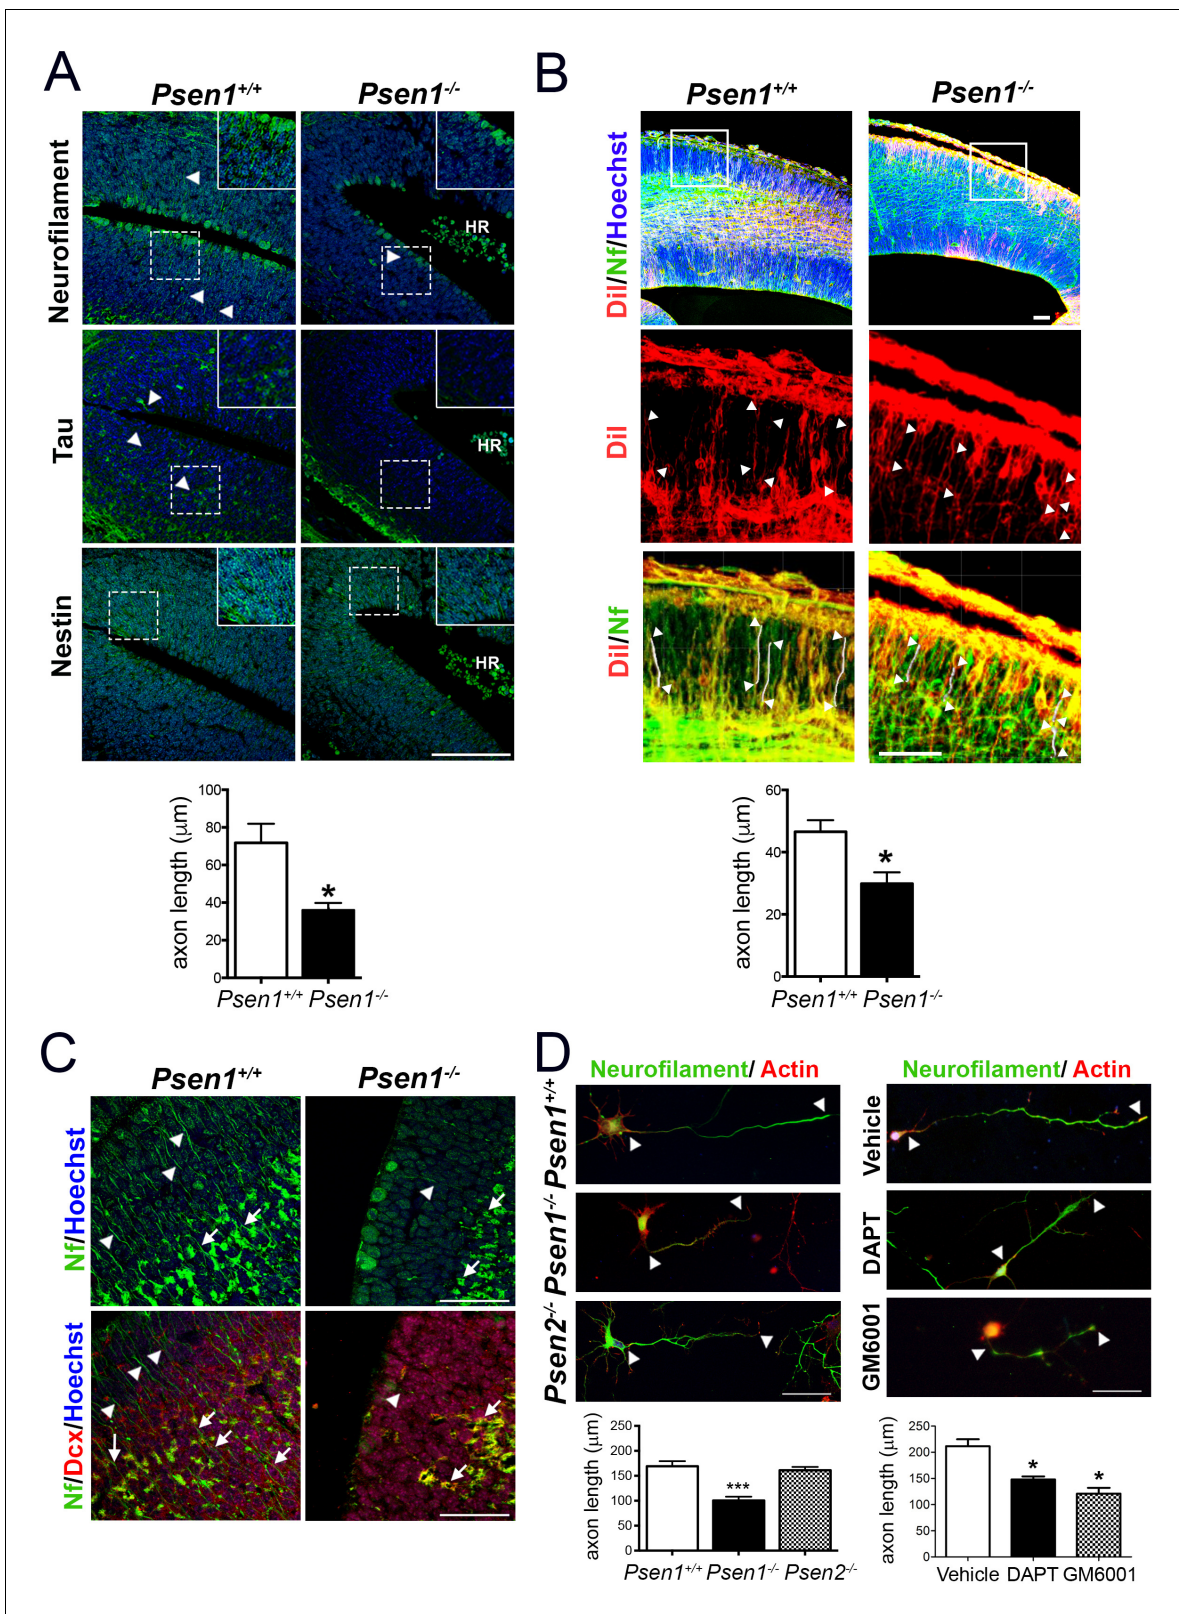 A
B
Psen1+/+
Psen1-/-
Psen1+/+
Psen1-/-
Neurofilament
HR
Tau
HR
Nestin
HR
DiI/Nf/Hoechst
DiI
DiI/Nf
axon length (μm)
100
80
60
40
20
0
*
Psen1+/+ Psen1-/-
axon length (μm)
60
40
20
0
*
Psen1+/+ Psen1-/-
C
D
Psen1+/+
Psen1-/-
Nf/Hoechst
Nf/Dcx/Hoechst
Neurofilament/ Actin
Neurofilament/ Actin
Psen1+/+
Psen1-/-
Psen2-/-
Vehicle
DAPT
GM6001
axon length (μm)
250
200
150
100
50
0
***
Psen1+/+ Psen1-/- Psen2-/-
axon length (μm)
250
200
150
100
50
0
*
*
Vehicle DAPT GM6001